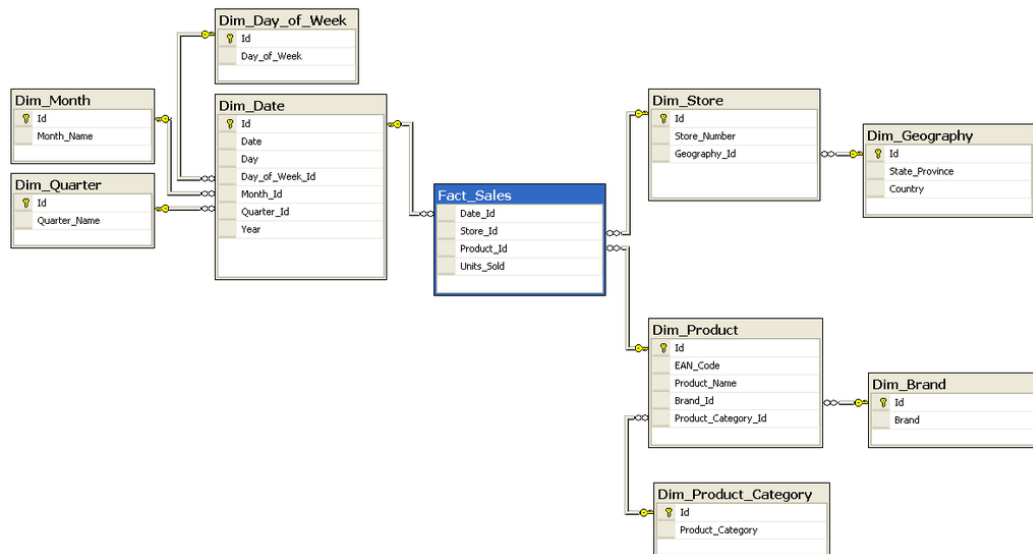 Dim_Day_of_Week
Id
Day_of_Week
Dim_Month
Id
Month_Name
Dim_Quarter
Id
Quarter_Name
Dim_Date
Id
Date
Day
Day_of_Week_Id
Month_Id
Quarter_Id
Year
Fact_Sales
Date_Id
Store_Id
Product_Id
Units_Sold
Dim_Store
Id
Store_Number
Geography_Id
Dim_Geography
Id
State_Province
Country
Dim_Product
Id
EAN_Code
Product_Name
Brand_Id
Product_Category_Id
Dim_Brand
Id
Brand
Dim_Product_Category
Id
Product_Category